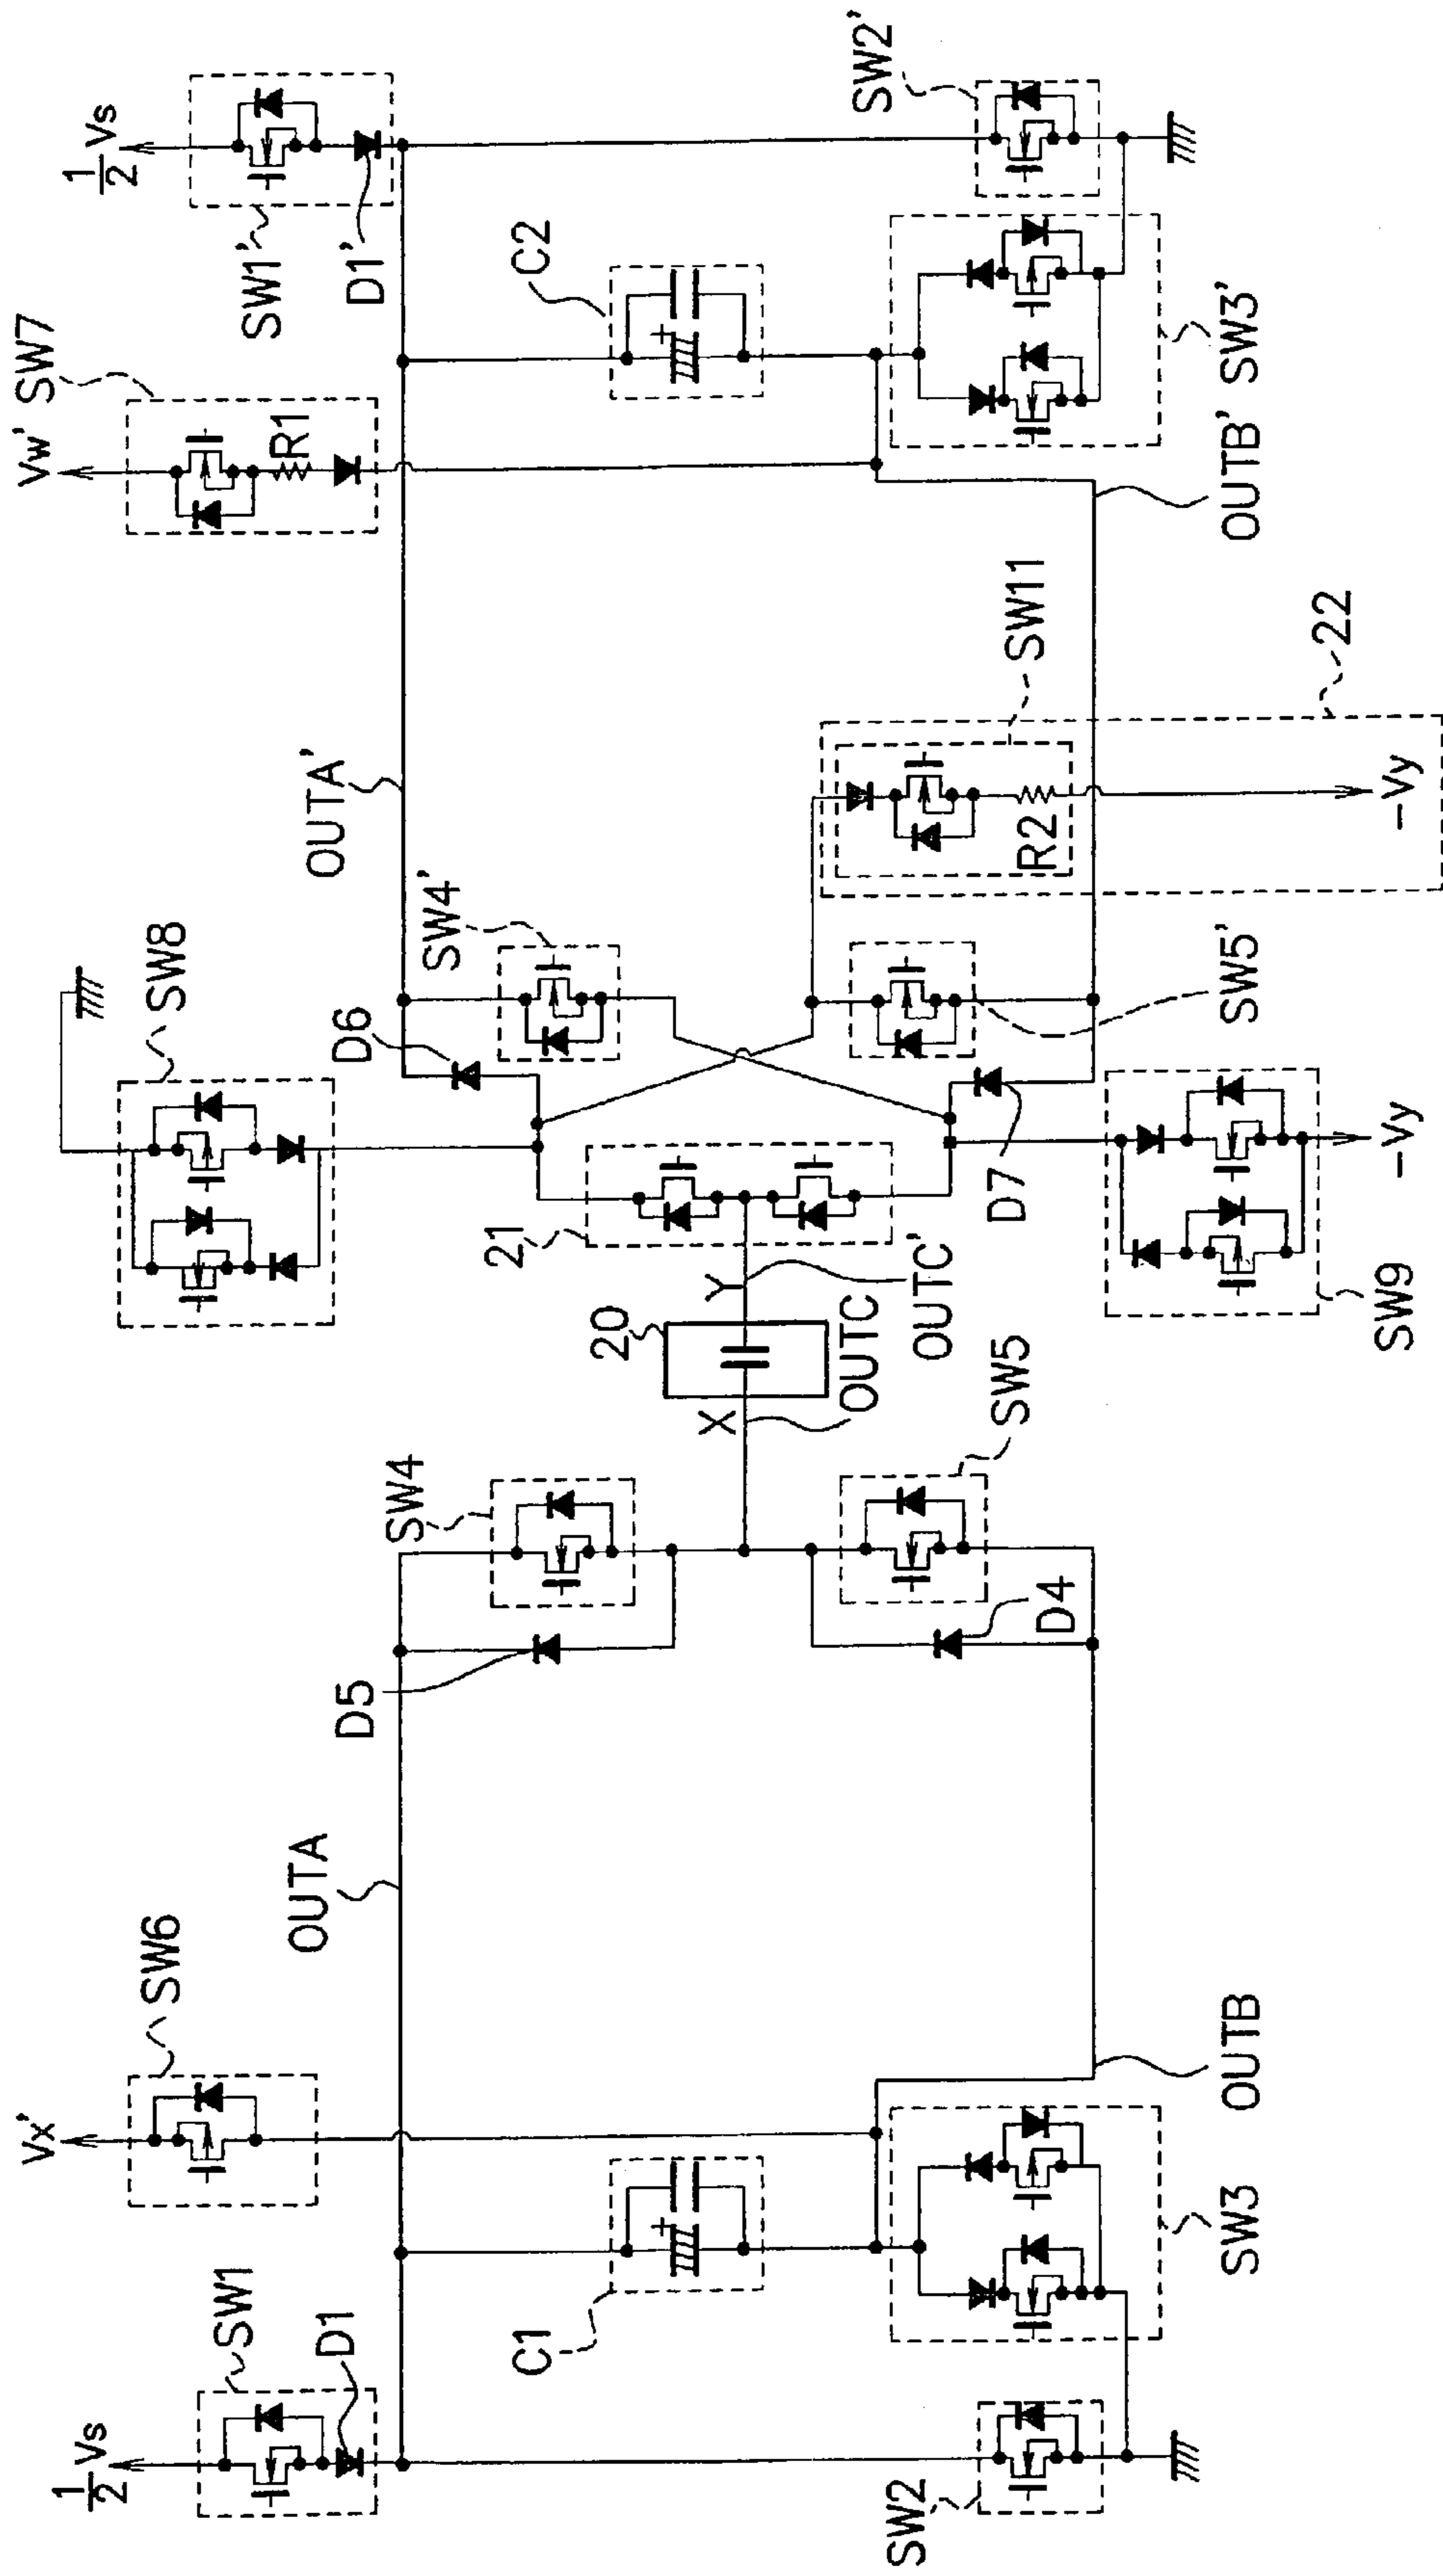 1/2 Vs
SW1
D1
Vx'
SW6
OUTA
D5
SW4
C1
SW2
SW3
OUTB
D4
SW5
X
OUTC
20
Y
OUTC'
21
SW8
D6
SW4'
OUTA'
D7
SW9
-Vy
SW5'
SW11
R2
-Vy
22
Vw'
SW7
R1
1/2 Vs
SW1'
D1'
C2
OUTB'
SW3'
SW2'